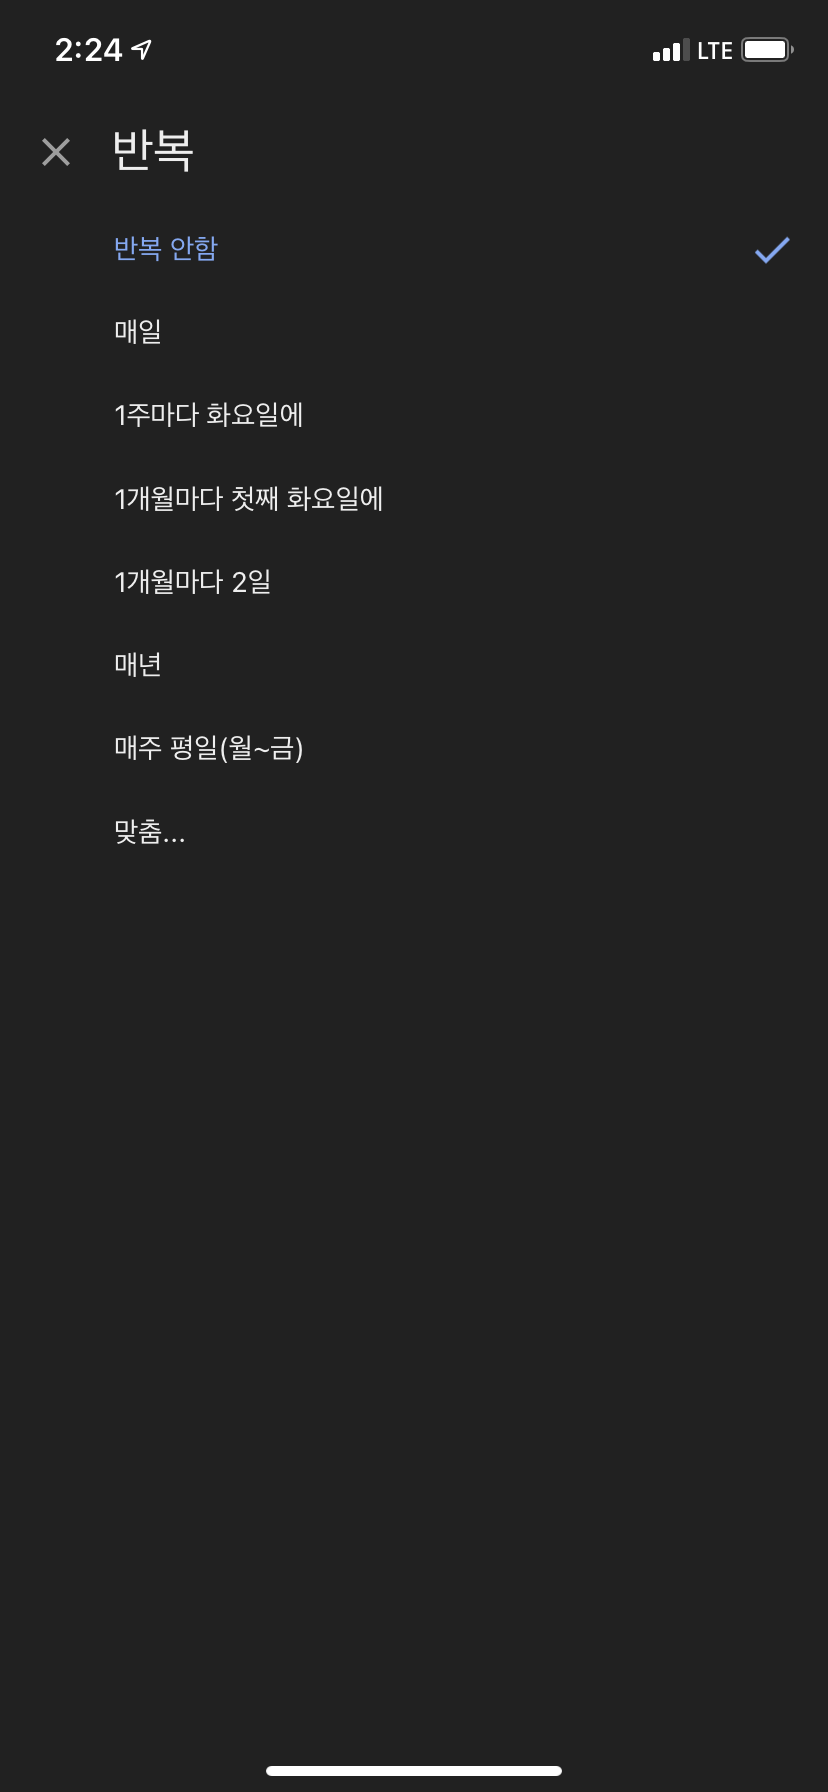 2:24
LTE
반복
반복 안함
매일
1주마다 화요일에
1개월마다 첫째 화요일에
1개월마다 2일
매년
매주 평일(월~금)
맞춤...